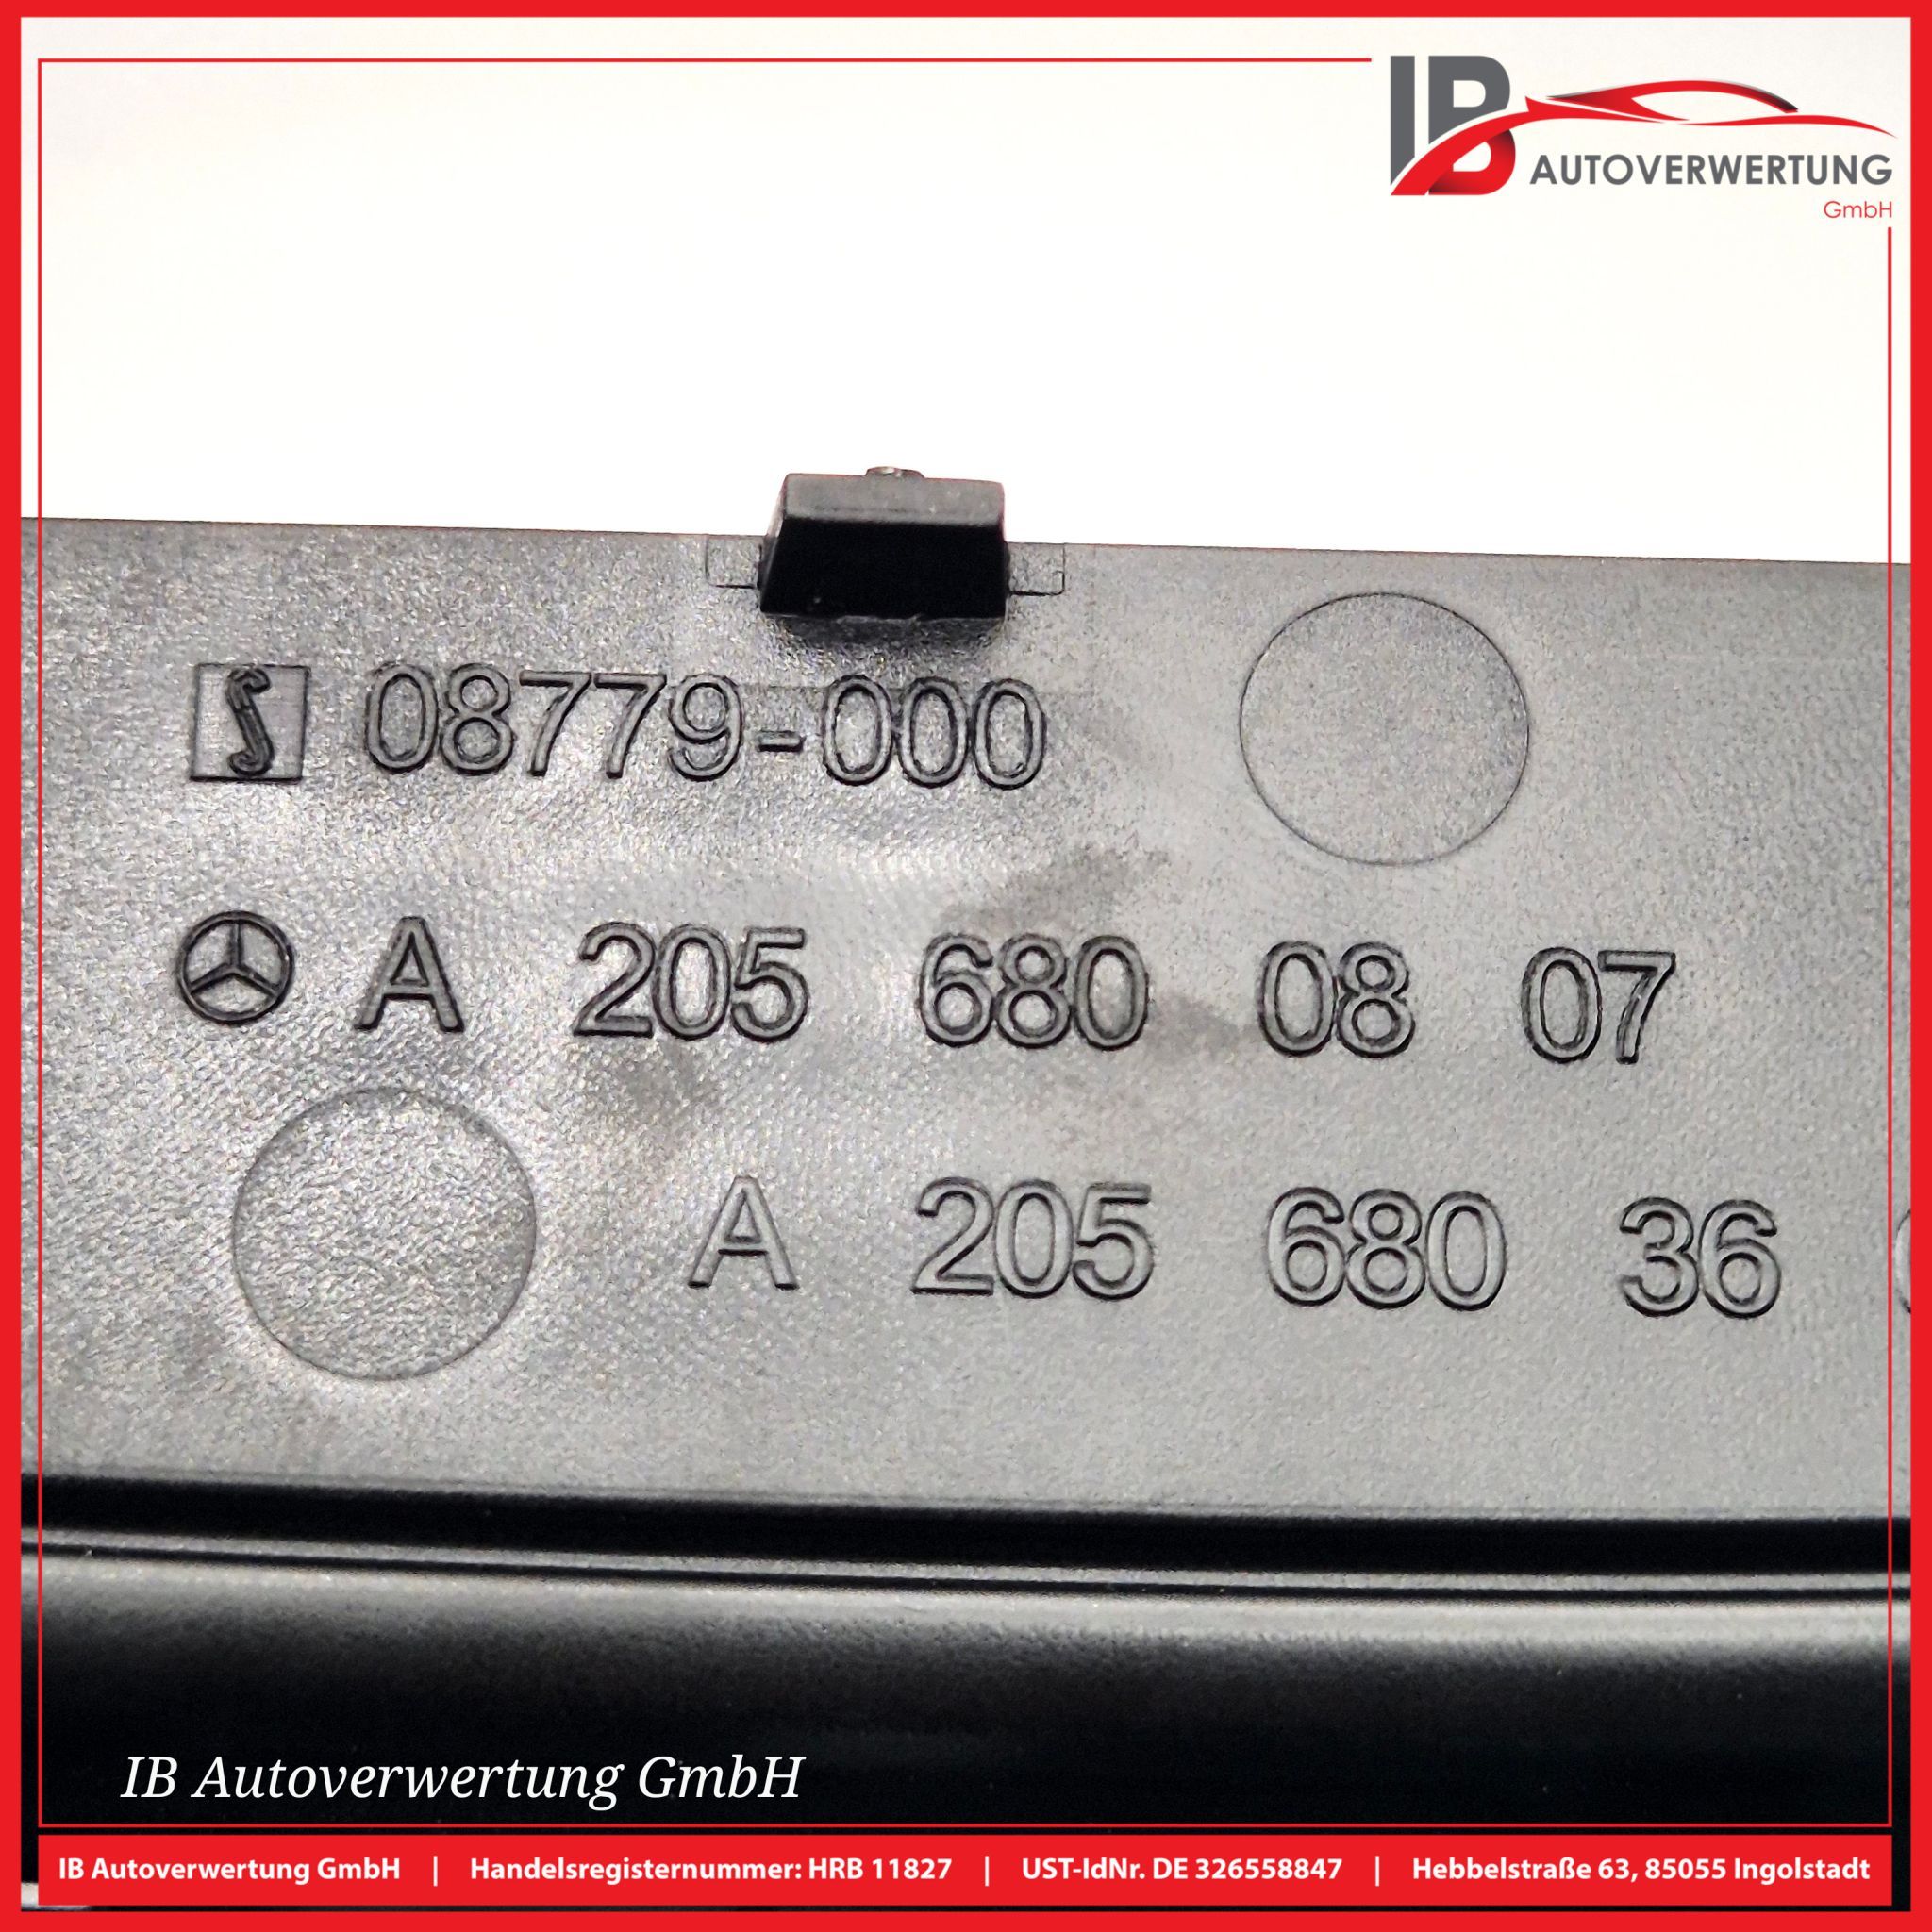 IB
AUTOVERWERTUNG
GmbH
08779-000
A 205 680 08 07
A 205 680 36
IB Autoverwertung GmbH
IB Autoverwertung GmbH | Handelsregisternummer: HRB 11827 | UST-IdNr. DE 326558847 | Hebbelstraße 63, 85055 Ingolstadt